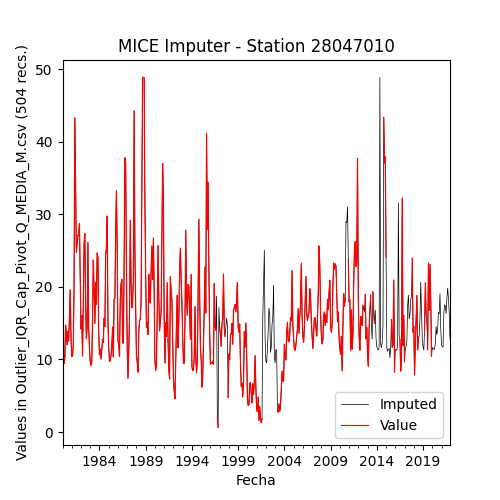 MICE Imputer - Station 28047010
Values in Outlier_IQR_Cap_Pivot_Q_MEDIA_M.csv (504 recs.)
50
40
30
20
10
0
1984 1989 1994 1999 2004 2009 2014 2019
Fecha
Imputed
Value